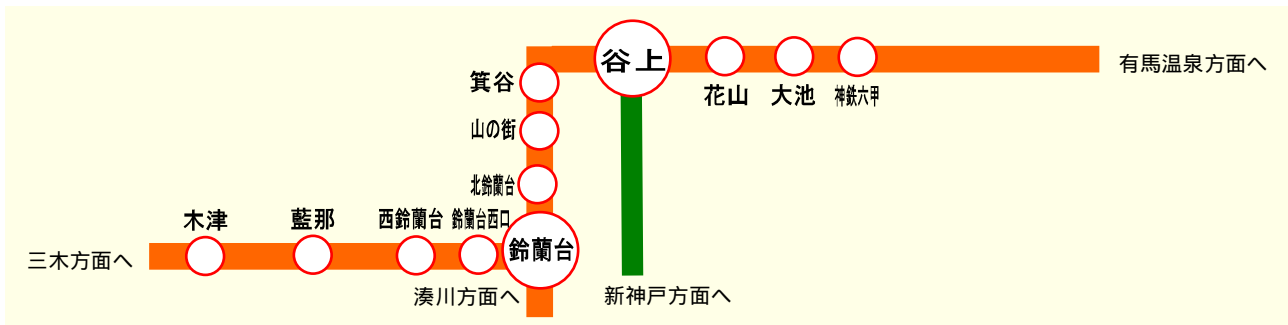 谷上
有馬温泉方面へ
箕谷
花山
大池
神鉄六甲
山の街
北鈴蘭台
木津
藍那
西鈴蘭台
鈴蘭台西口
鈴蘭台
三木方面へ
湊川方面へ
新神戸方面へ